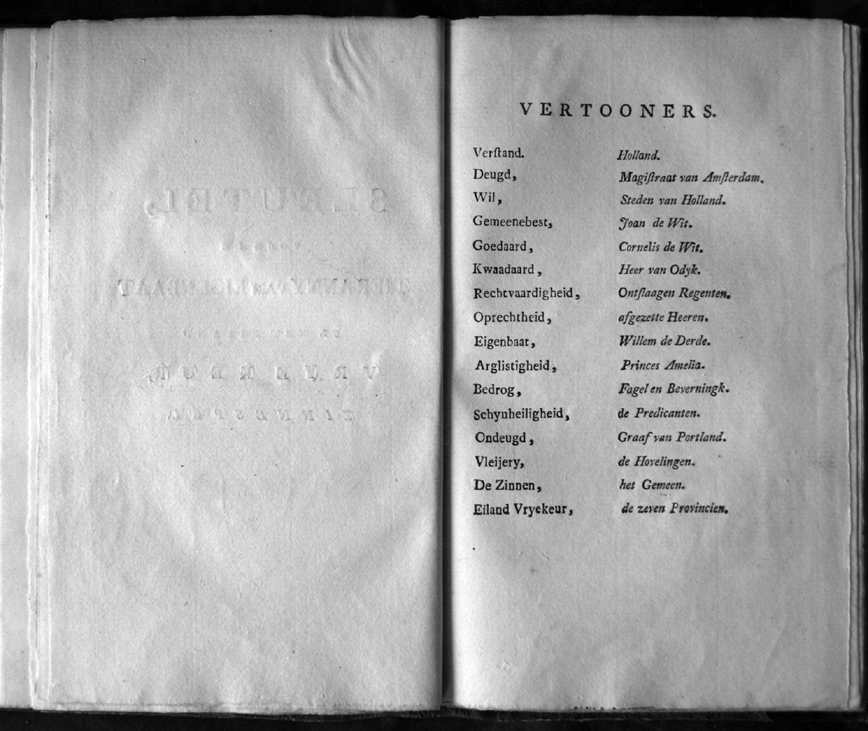 VERTOONERS.
Verſtand. Holland.
Deugd, Magiſtraat van Amſterdam.
Wil, Steden van Holland.
Gemeenebest, Joan de Wit.
Goedaard, Cornelis de Wit.
Kwaadaard, Heer van Odyk.
Rechtvaardigheid, Ontſlaagen Regenten.
Oprechtheid, afgezette Heeren.
Eigenbaat, Willem de Derde.
Arglistigheid, Princes Amelia.
Bedrog, Fagel en Beverningk.
Schynheiligheid, de Predicanten.
Ondeugd, Graaf van Portland.
Vleijery, de Hovelingen.
De Zinnen, het Gemeen.
Eiland Vryekeur, de zeven Provincien.